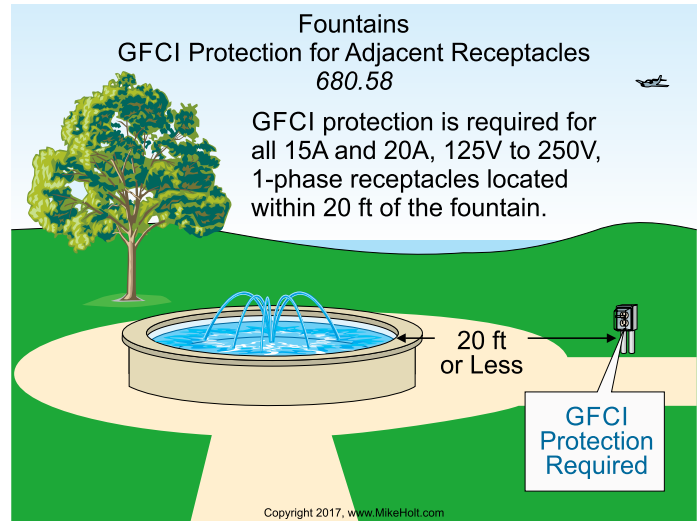 Fountains
GFCI Protection for Adjacent Receptacles
680.58
GFCI protection is required for
all 15A and 20A, 125V to 250V,
1-phase receptacles located
within 20 ft of the fountain.
20 ft
or Less
GFCI
Protection
Required
Copyright 2017, www.MikeHolt.com